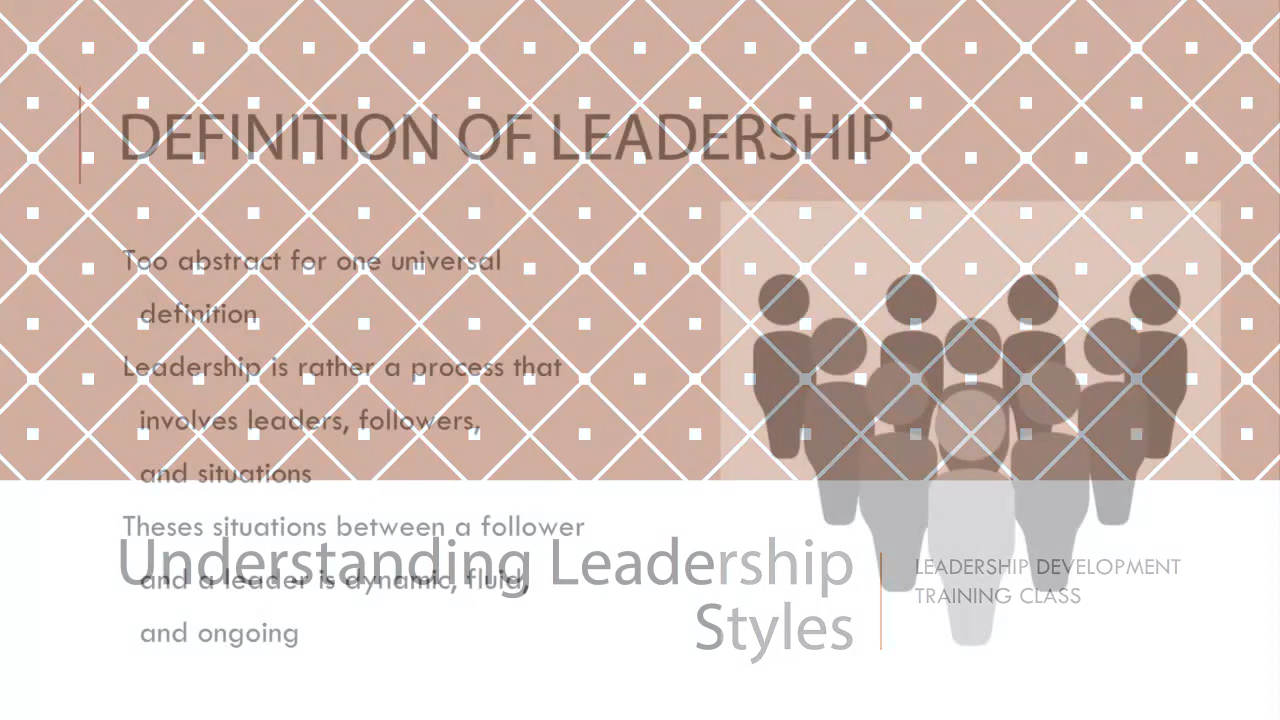 DEFINITION OF LEADERSHIP
Too abstract for one universal
definition
Leadership is rather a process that
involves leaders, followers,
and situations
Theses situations between a follower
and a leader is dynamic, fluid,
and ongoing
Understanding Leadership
Styles
LEADERSHIP DEVELOPMENT
TRAINING CLASS